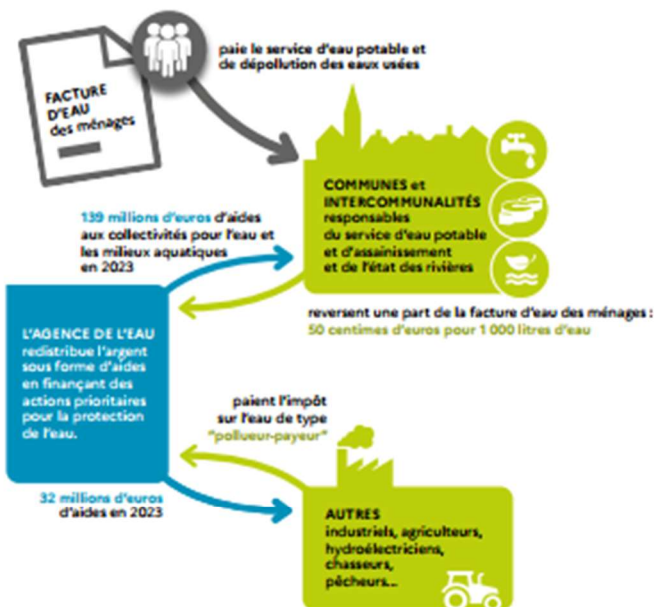 paie le service d'eau potable et
de dépollution des eaux usées
FACTURE
D'EAU
des ménages
COMMUNES et
INTERCOMMUNALITÉS
responsables
du service d'eau potable
et d'assainissement
et de l'état des rivières
139 millions d'euros d'aides
aux collectivités pour l'eau et
les milieux aquatiques
en 2023
reversent une part de la facture d'eau des ménages :
50 centimes d'euros pour 1 000 litres d'eau
L'AGENCE DE L'EAU
redistribue l'argent
sous forme d'aides
en finançant des
actions prioritaires
pour la protection
de l'eau.
paient l'impôt
sur l'eau de type
"pollueur-payeur"
32 millions d'euros
d'aides en 2023
AUTRES
industriels, agriculteurs,
hydroélectriciens,
chasseurs,
pêcheurs...